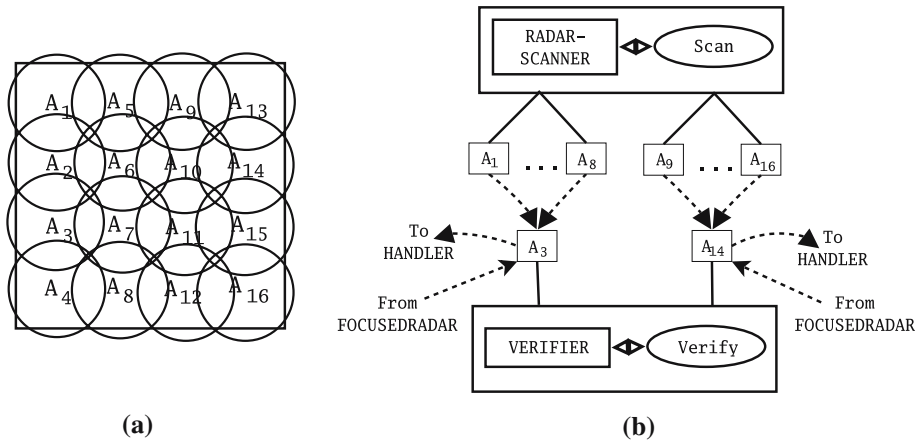 A1 A5 A9 A13
A2 A6 A10 A14
A3 A7 A11 A15
A4 A8 A12 A16
(a)
RADAR-
SCANNER
Scan
A1 ... A8
A9 ... A16
A3
A14
To
HANDLER
To
HANDLER
From
FOCUSEDRADAR
From
FOCUSEDRADAR
VERIFIER
Verify
(b)